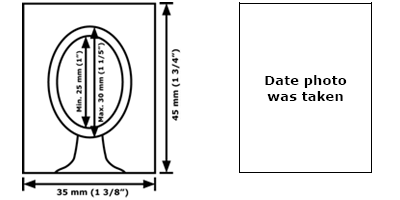 Min. 25 mm (1")
Max. 30 mm (1 1/5")
45 mm (1 3/4")
35 mm (1 3/8")
Date photo
was taken